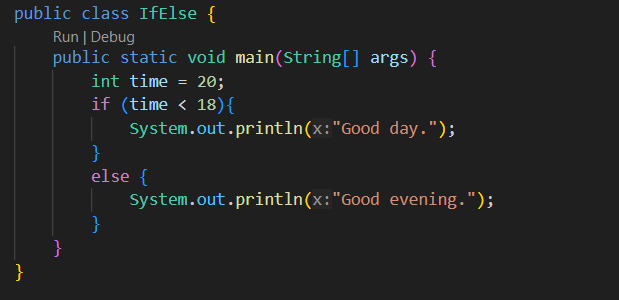 public class IfElse {
Run | Debug
public static void main(String[] args) {
int time = 20;
if (time < 18){
System.out.println(x:"Good day.");
}
else {
System.out.println(x:"Good evening.");
}
}
}